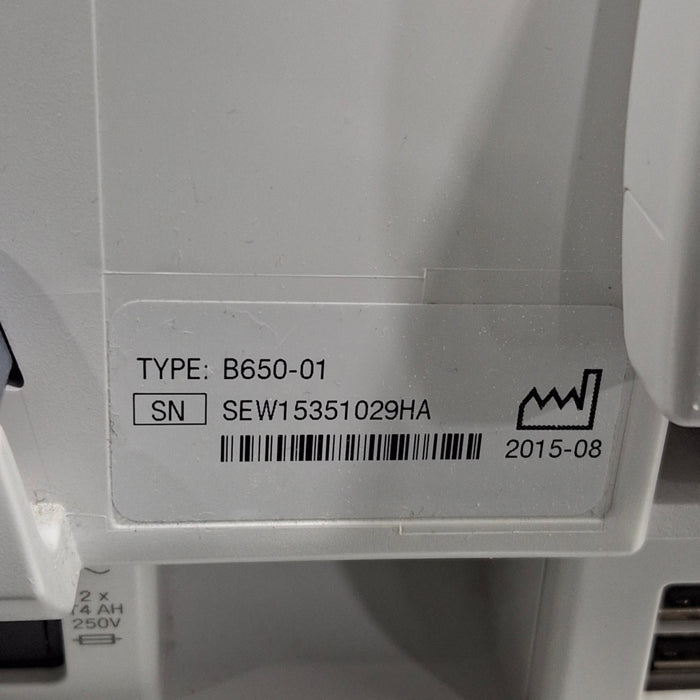 TYPE: B650-01
SN SEW15351029HA
2015-08
2 x
T4 AH
250V